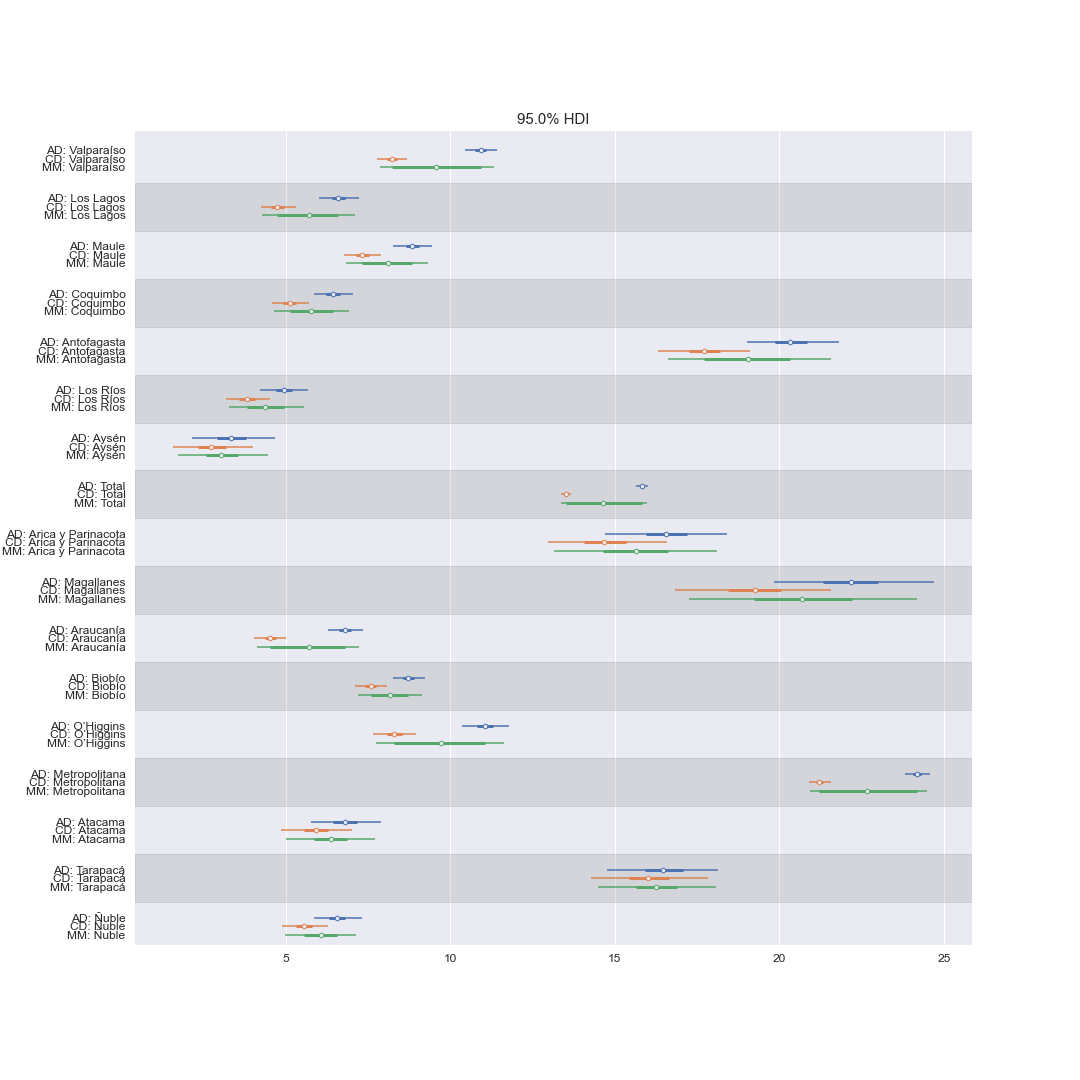 95.0% HDI
AD: Valparaíso
CD: Valparaíso
MM: Valparaíso
AD: Los Lagos
CD: Los Lagos
MM: Los Lagos
AD: Maule
CD: Maule
MM: Maule
AD: Coquimbo
CD: Coquimbo
MM: Coquimbo
AD: Antofagasta
CD: Antofagasta
MM: Antofagasta
AD: Los Ríos
CD: Los Ríos
MM: Los Ríos
AD: Aysén
CD: Aysén
MM: Aysén
AD: Total
CD: Total
MM: Total
AD: Arica y Parinacota
CD: Arica y Parinacota
MM: Arica y Parinacota
AD: Magallanes
CD: Magallanes
MM: Magallanes
AD: Araucanía
CD: Araucanía
MM: Araucanía
AD: Biobío
CD: Biobío
MM: Biobío
AD: O'Higgins
CD: O'Higgins
MM: O'Higgins
AD: Metropolitana
CD: Metropolitana
MM: Metropolitana
AD: Atacama
CD: Atacama
MM: Atacama
AD: Tarapacá
CD: Tarapacá
MM: Tarapacá
AD: Ñuble
CD: Ñuble
MM: Ñuble
5 10 15 20 25